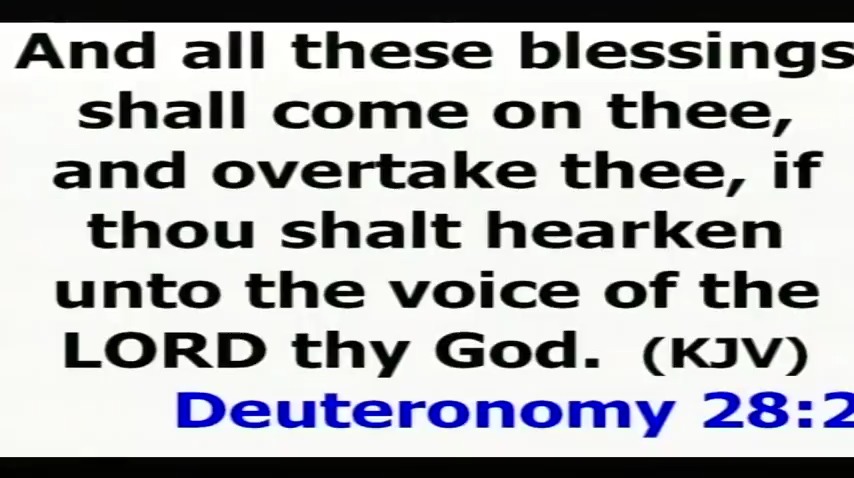 And all these blessings
shall come on thee,
and overtake thee, if
thou shalt hearken
unto the voice of the
LORD thy God. (KJV)
Deuteronomy 28:2